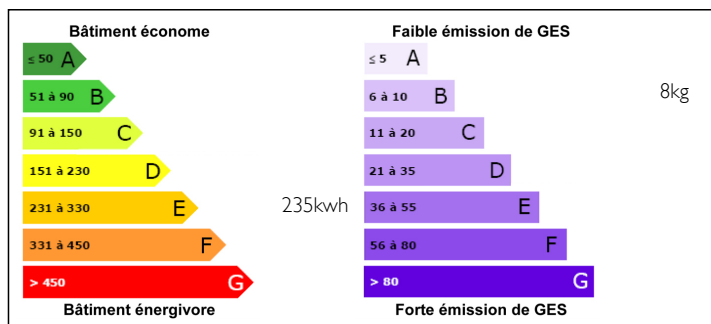 Bâtiment économe
≤ 50 A
51 à 90 B
91 à 150 C
151 à 230 D
231 à 330 E
235kwh
331 à 450 F
> 450 G
Bâtiment énergivore
Faible émission de GES
≤ 5 A
6 à 10 B
8kg
11 à 20 C
21 à 35 D
36 à 55 E
56 à 80 F
> 80 G
Forte émission de GES